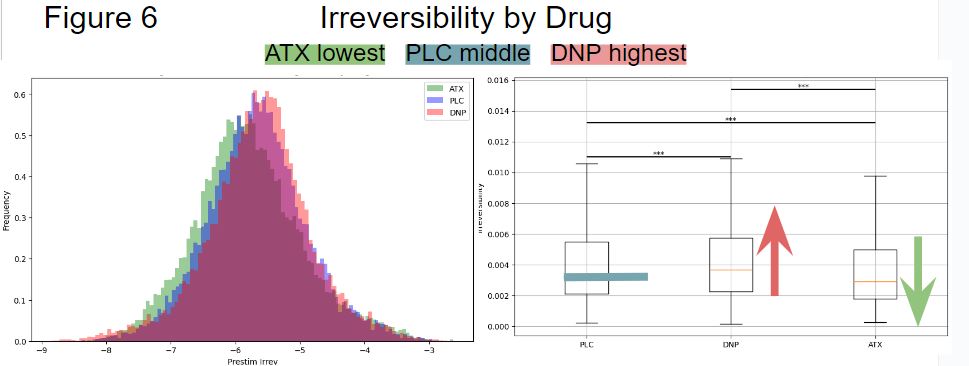 Figure 6
Irreversibility by Drug
ATX lowest PLC middle DNP highest
ATX
PLC
DNP
0.6
0.5
0.4
0.3
0.2
0.1
0.0
Frequency
−9 −8 −7 −6 −5 −4 −3
Prestim Irrev
0.016
0.014
0.012
0.010
0.008
0.006
0.004
0.002
0.000
***
***
***
PLC DNP ATX